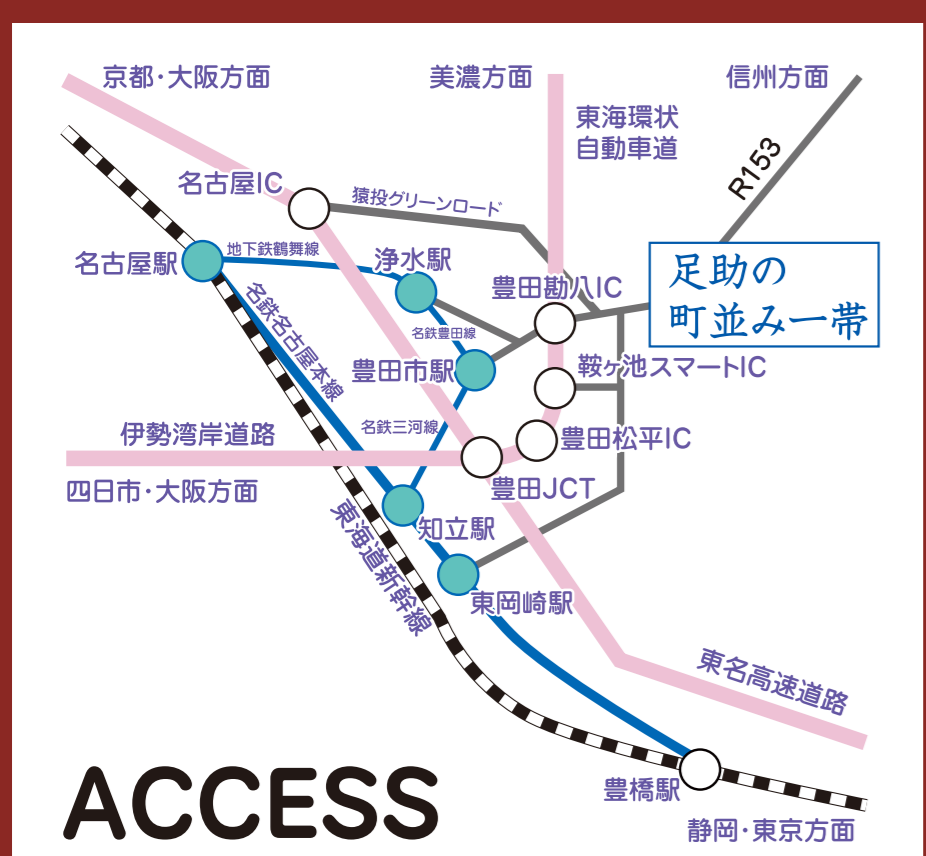 京都・大阪方面
美濃方面
信州方面
東海環状
自動車道
R153
名古屋IC
猿投グリーンロード
名古屋駅
地下鉄鶴舞線
浄水駅
足助の
町並み一帯
豊田勘八IC
名鉄名古屋本線
名鉄豊田線
豊田市駅
鞍ヶ池スマートIC
伊勢湾岸道路
名鉄三河線
豊田松平IC
四日市・大阪方面
豊田JCT
東海道新幹線
知立駅
東岡崎駅
東名高速道路
豊橋駅
静岡・東京方面
ACCESS